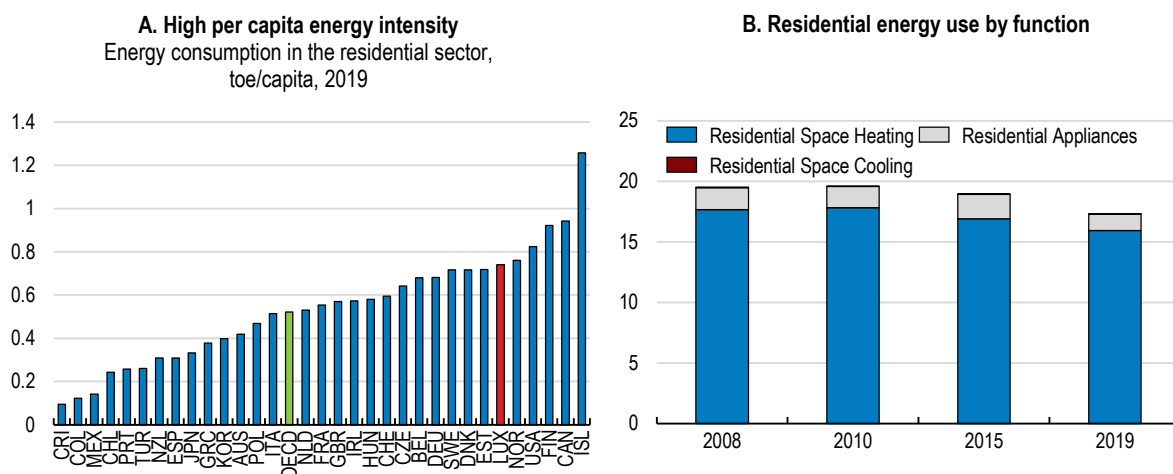 A. High per capita energy intensity
Energy consumption in the residential sector,
toe/capita, 2019
1.4
1.2
1
0.8
0.6
0.4
0.2
0
CRI
COL
MEX
CHL
PRT
TUR
NZL
ESP
JPN
GRC
KOR
AUS
POL
ITA
OECD
NLD
FRA
GBR
IRL
HUN
CHE
CZE
BEL
DEU
SWE
DNK
EST
LUX
NOR
USA
FIN
CAN
ISL
B. Residential energy use by function
25
20
15
10
5
0
Residential Space Heating
Residential Appliances
Residential Space Cooling
2008
2010
2015
2019